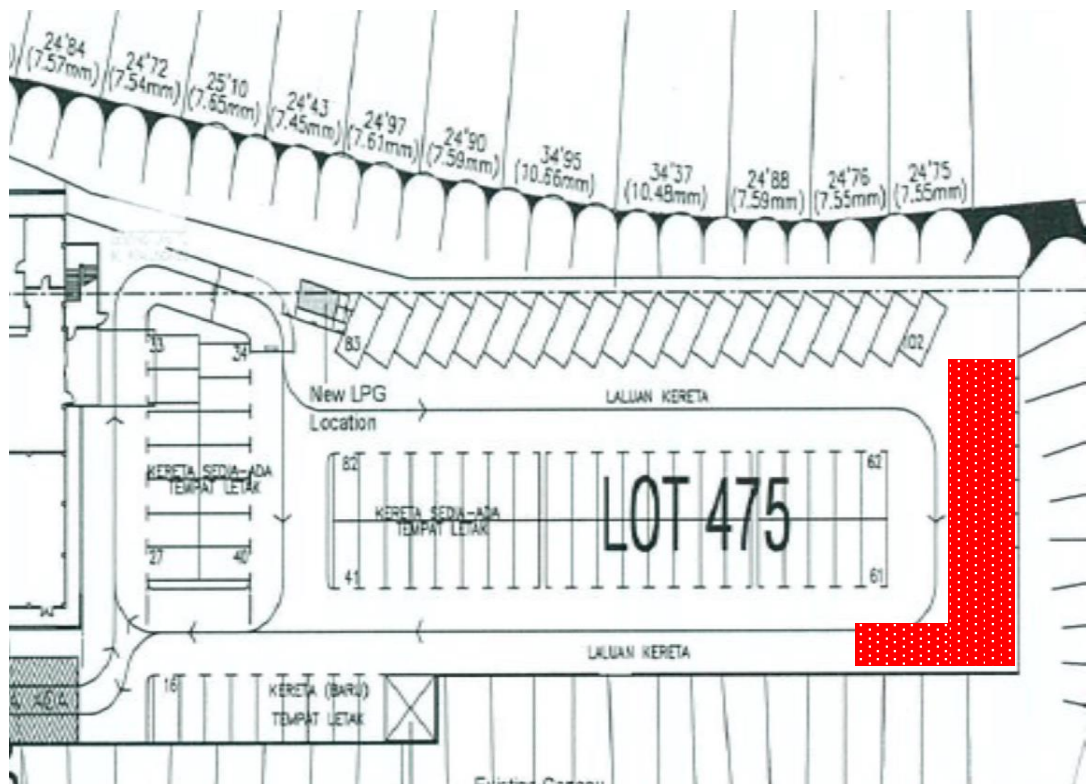 24'84
(7.57mm)
24'72
(7.54mm)
25'10
(7.65mm)
24'43
(7.45mm)
24'97
(7.61mm)
24'90
(7.59mm)
34'95
(10.66mm)
34'37
(10.48mm)
24'88
(7.59mm)
24'76
(7.55mm)
24'75
(7.55mm)
83
102
33
34
New LPG
Location
LALUAN KERETA
82
62
KERETA SEDIA-ADA
TEMPAT LETAK
KERETA SEDIA-ADA
TEMPAT LETAK
LOT 475
27
40
41
61
LALUAN KERETA
16
KERETA (BARU)
TEMPAT LETAK
Existing Canopy